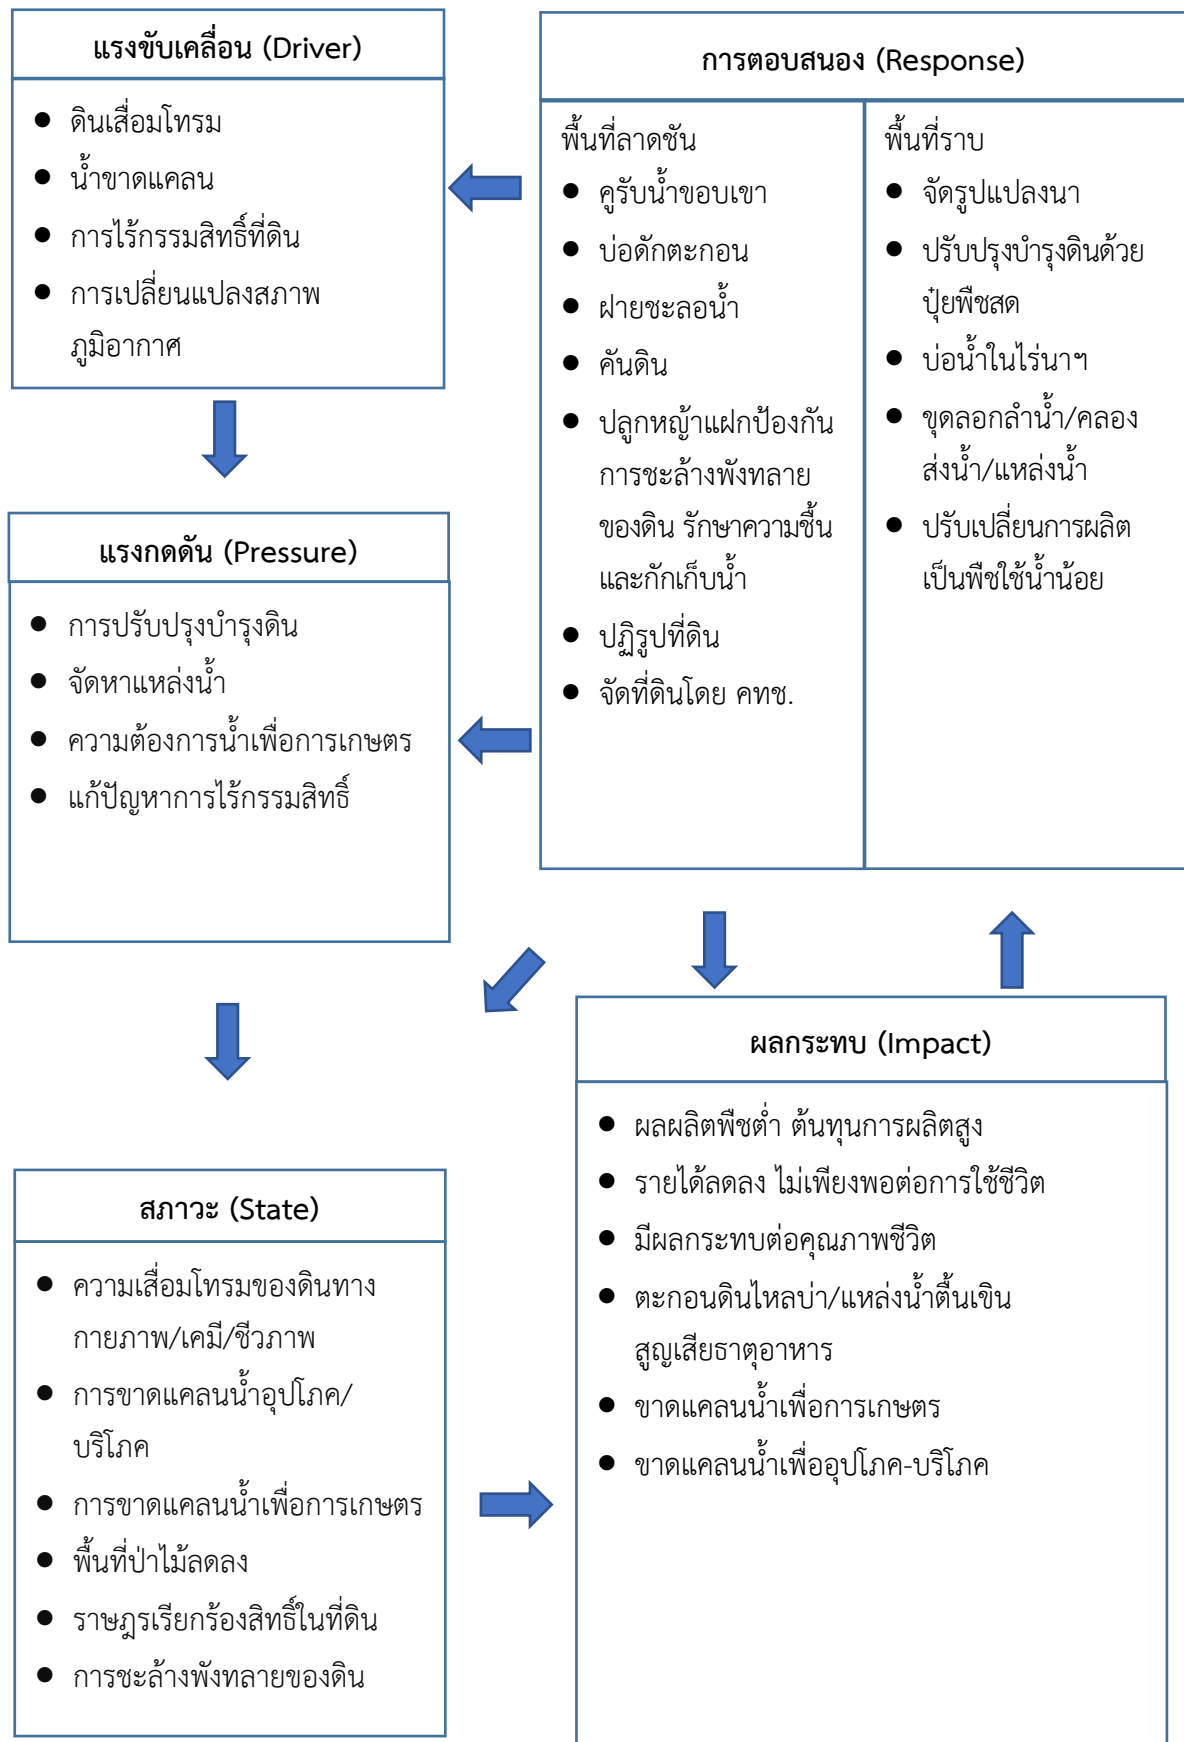 แรงขับเคลื่อน (Driver)
● ดินเสื่อมโทรม
● น้ำขาดแคลน
● การไร้กรรมสิทธิ์ที่ดิน
● การเปลี่ยนแปลงสภาพ
ภูมิอากาศ
การตอบสนอง (Response)
พื้นที่ลาดชัน
● คูรับน้ำขอบเขา
● บ่อดักตะกอน
● ฝายชะลอน้ำ
● คันดิน
● ปลูกหญ้าแฝกป้องกัน
การชะล้างพังทลาย
ของดิน รักษาความชื้น
และกักเก็บน้ำ
● ปฏิรูปที่ดิน
● จัดที่ดินโดย คทช.
พื้นที่ราบ
● จัดรูปแปลงนา
● ปรับปรุงบำรุงดินด้วย
ปุ๋ยพืชสด
● บ่อน้ำในไร่นาฯ
● ขุดลอกลำน้ำ/คลอง
ส่งน้ำ/แหล่งน้ำ
● ปรับเปลี่ยนการผลิต
เป็นพืชใช้น้ำน้อย
แรงกดดัน (Pressure)
● การปรับปรุงบำรุงดิน
● จัดหาแหล่งน้ำ
● ความต้องการน้ำเพื่อการเกษตร
● แก้ปัญหาการไร้กรรมสิทธิ์
สภาวะ (State)
● ความเสื่อมโทรมของดินทาง
กายภาพ/เคมี/ชีวภาพ
● การขาดแคลนน้ำอุปโภค/
บริโภค
● การขาดแคลนน้ำเพื่อการเกษตร
● พื้นที่ป่าไม้ลดลง
● ราษฎรเรียกร้องสิทธิ์ในที่ดิน
● การชะล้างพังทลายของดิน
ผลกระทบ (Impact)
● ผลผลิตพืชต่ำ ต้นทุนการผลิตสูง
● รายได้ลดลง ไม่เพียงพอต่อการใช้ชีวิต
● มีผลกระทบต่อคุณภาพชีวิต
● ตะกอนดินไหลบ่า/แหล่งน้ำตื้นเขิน
สูญเสียธาตุอาหาร
● ขาดแคลนน้ำเพื่อการเกษตร
● ขาดแคลนน้ำเพื่ออุปโภค-บริโภค